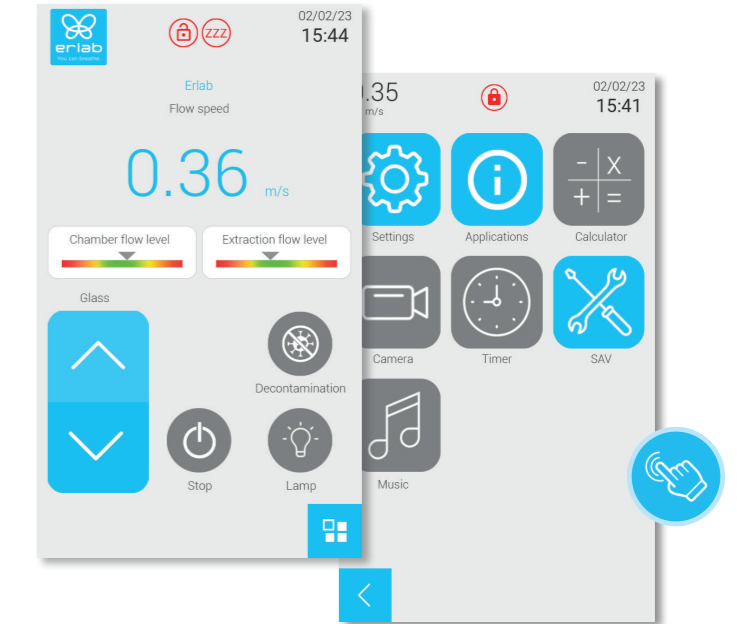 erlab
You can breathe
zzz
02/02/23
15:44
Erlab
Flow speed
0.36 m/s
Chamber flow level
Extraction flow level
Glass
Decontamination
Stop
Lamp
.35
m/s
02/02/23
15:41
Settings
Applications
Calculator
Camera
Timer
SAV
Music